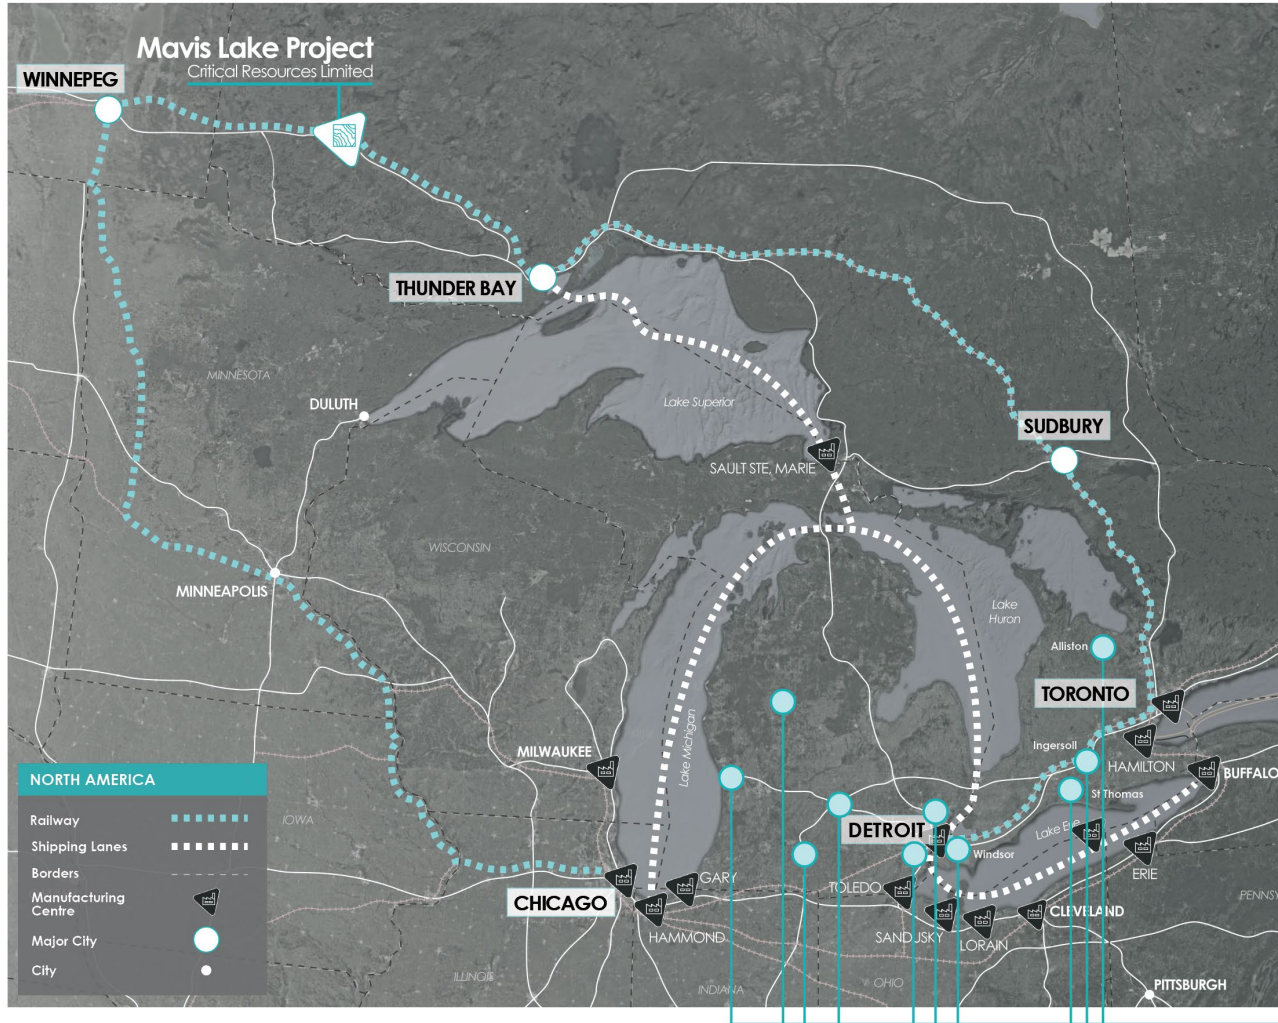 Mavis Lake Project
Critical Resources Limited
WINNEPEG
THUNDER BAY
MINNESOTA
DULUTH
Lake Superior
SUDBURY
SAULT STE, MARIE
WISCONSIN
MINNEAPOLIS
Lake
Huron
Alliston
TORONTO
Lake Michigan
Ingersoll
MILWAUKEE
HAMILTON
BUFFALO
St Thomas
NORTH AMERICA
Railway
Shipping Lanes
Borders
Manufacturing
Centre
Major City
City
IOWA
DETROIT
Lake Erie
Windsor
ERIE
GARY
TOLEDO
CHICAGO
PENNSY
CLEVELAND
HAMMOND
SANDUSKY
LORAIN
ILLINOIS
INDIANA
OHIO
PITTSBURGH